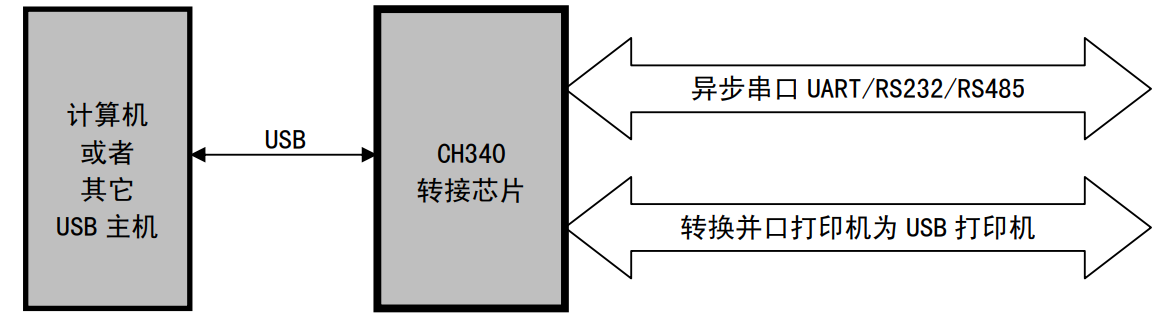 计算机
或者
其它
USB 主机
USB
CH340
转接芯片
异步串口 UART/RS232/RS485
转换并口打印机为 USB 打印机